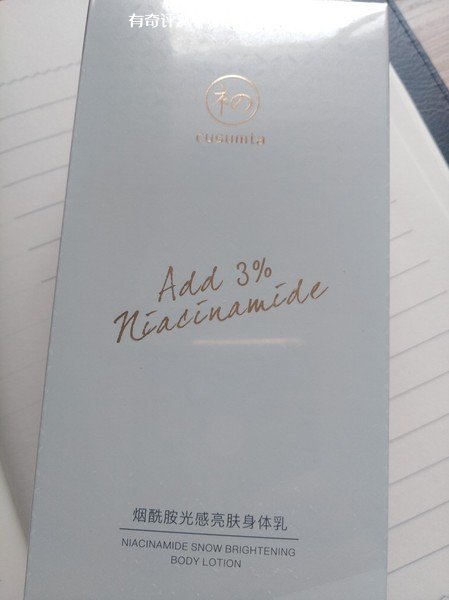 有奇评
cusumta
Add 3%
Niacinamide
烟酰胺光感亮肤身体乳
NIACINAMIDE SNOW BRIGHTENING
BODY LOTION